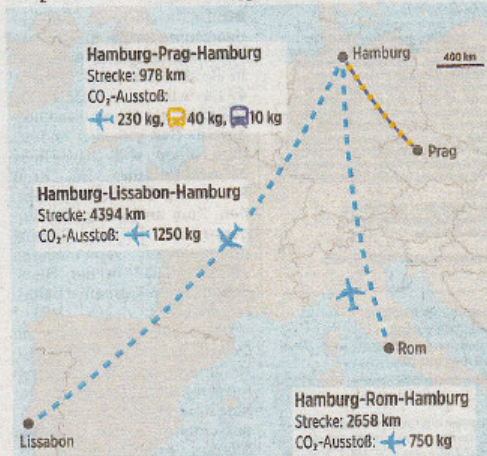 Hamburg-Prag-Hamburg
Strecke: 978 km
CO₂-Ausstoß:
230 kg, 40 kg, 10 kg
Hamburg
400 km
Prag
Hamburg-Lissabon-Hamburg
Strecke: 4394 km
CO₂-Ausstoß: 1250 kg
Rom
Hamburg-Rom-Hamburg
Strecke: 2658 km
CO₂-Ausstoß: 750 kg
Lissabon